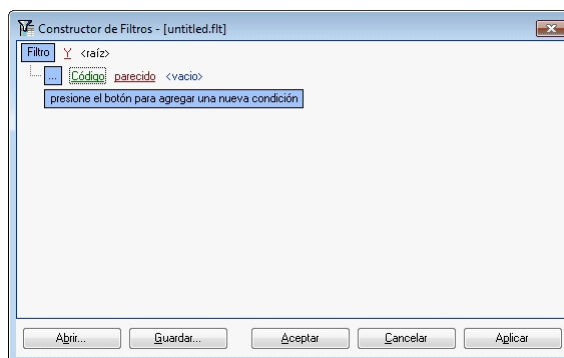 Constructor de Filtros - [untitled.flt]
Filtro Y <raíz>
... Código parecido <vacio>
presione el botón para agregar una nueva condición
Abrir... Guardar... Aceptar Cancelar Aplicar